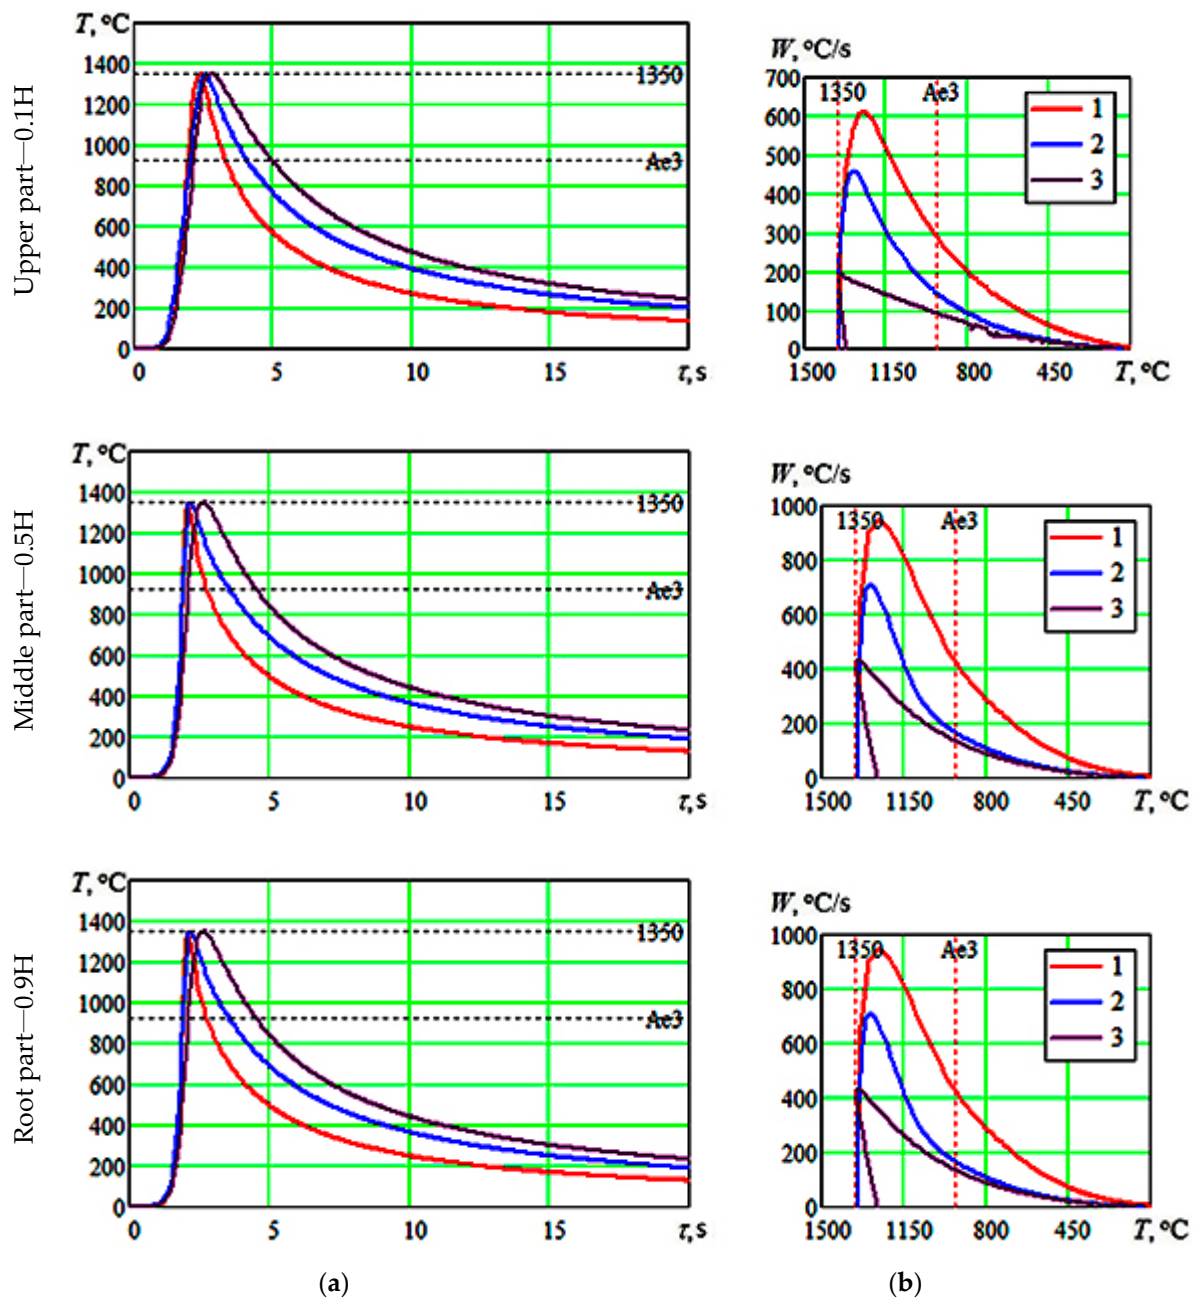 Upper part—0.1H
T, °C
1400
1200
1000
800
600
400
200
0
1350
Ae3
0 5 10 15 τ, s
W, °C/s
700
600
500
400
300
200
100
0
1350 Ae3
1
2
3
1500 1150 800 450 T, °C
Middle part—0.5H
T, °C
1400
1200
1000
800
600
400
200
0
1350
Ae3
0 5 10 15 τ, s
W, °C/s
1000
800
600
400
200
0
1350 Ae3
1
2
3
1500 1150 800 450 T, °C
Root part—0.9H
T, °C
1400
1200
1000
800
600
400
200
0
1350
Ae3
0 5 10 15 τ, s
W, °C/s
1000
800
600
400
200
0
1350 Ae3
1
2
3
1500 1150 800 450 T, °C
(a) (b)